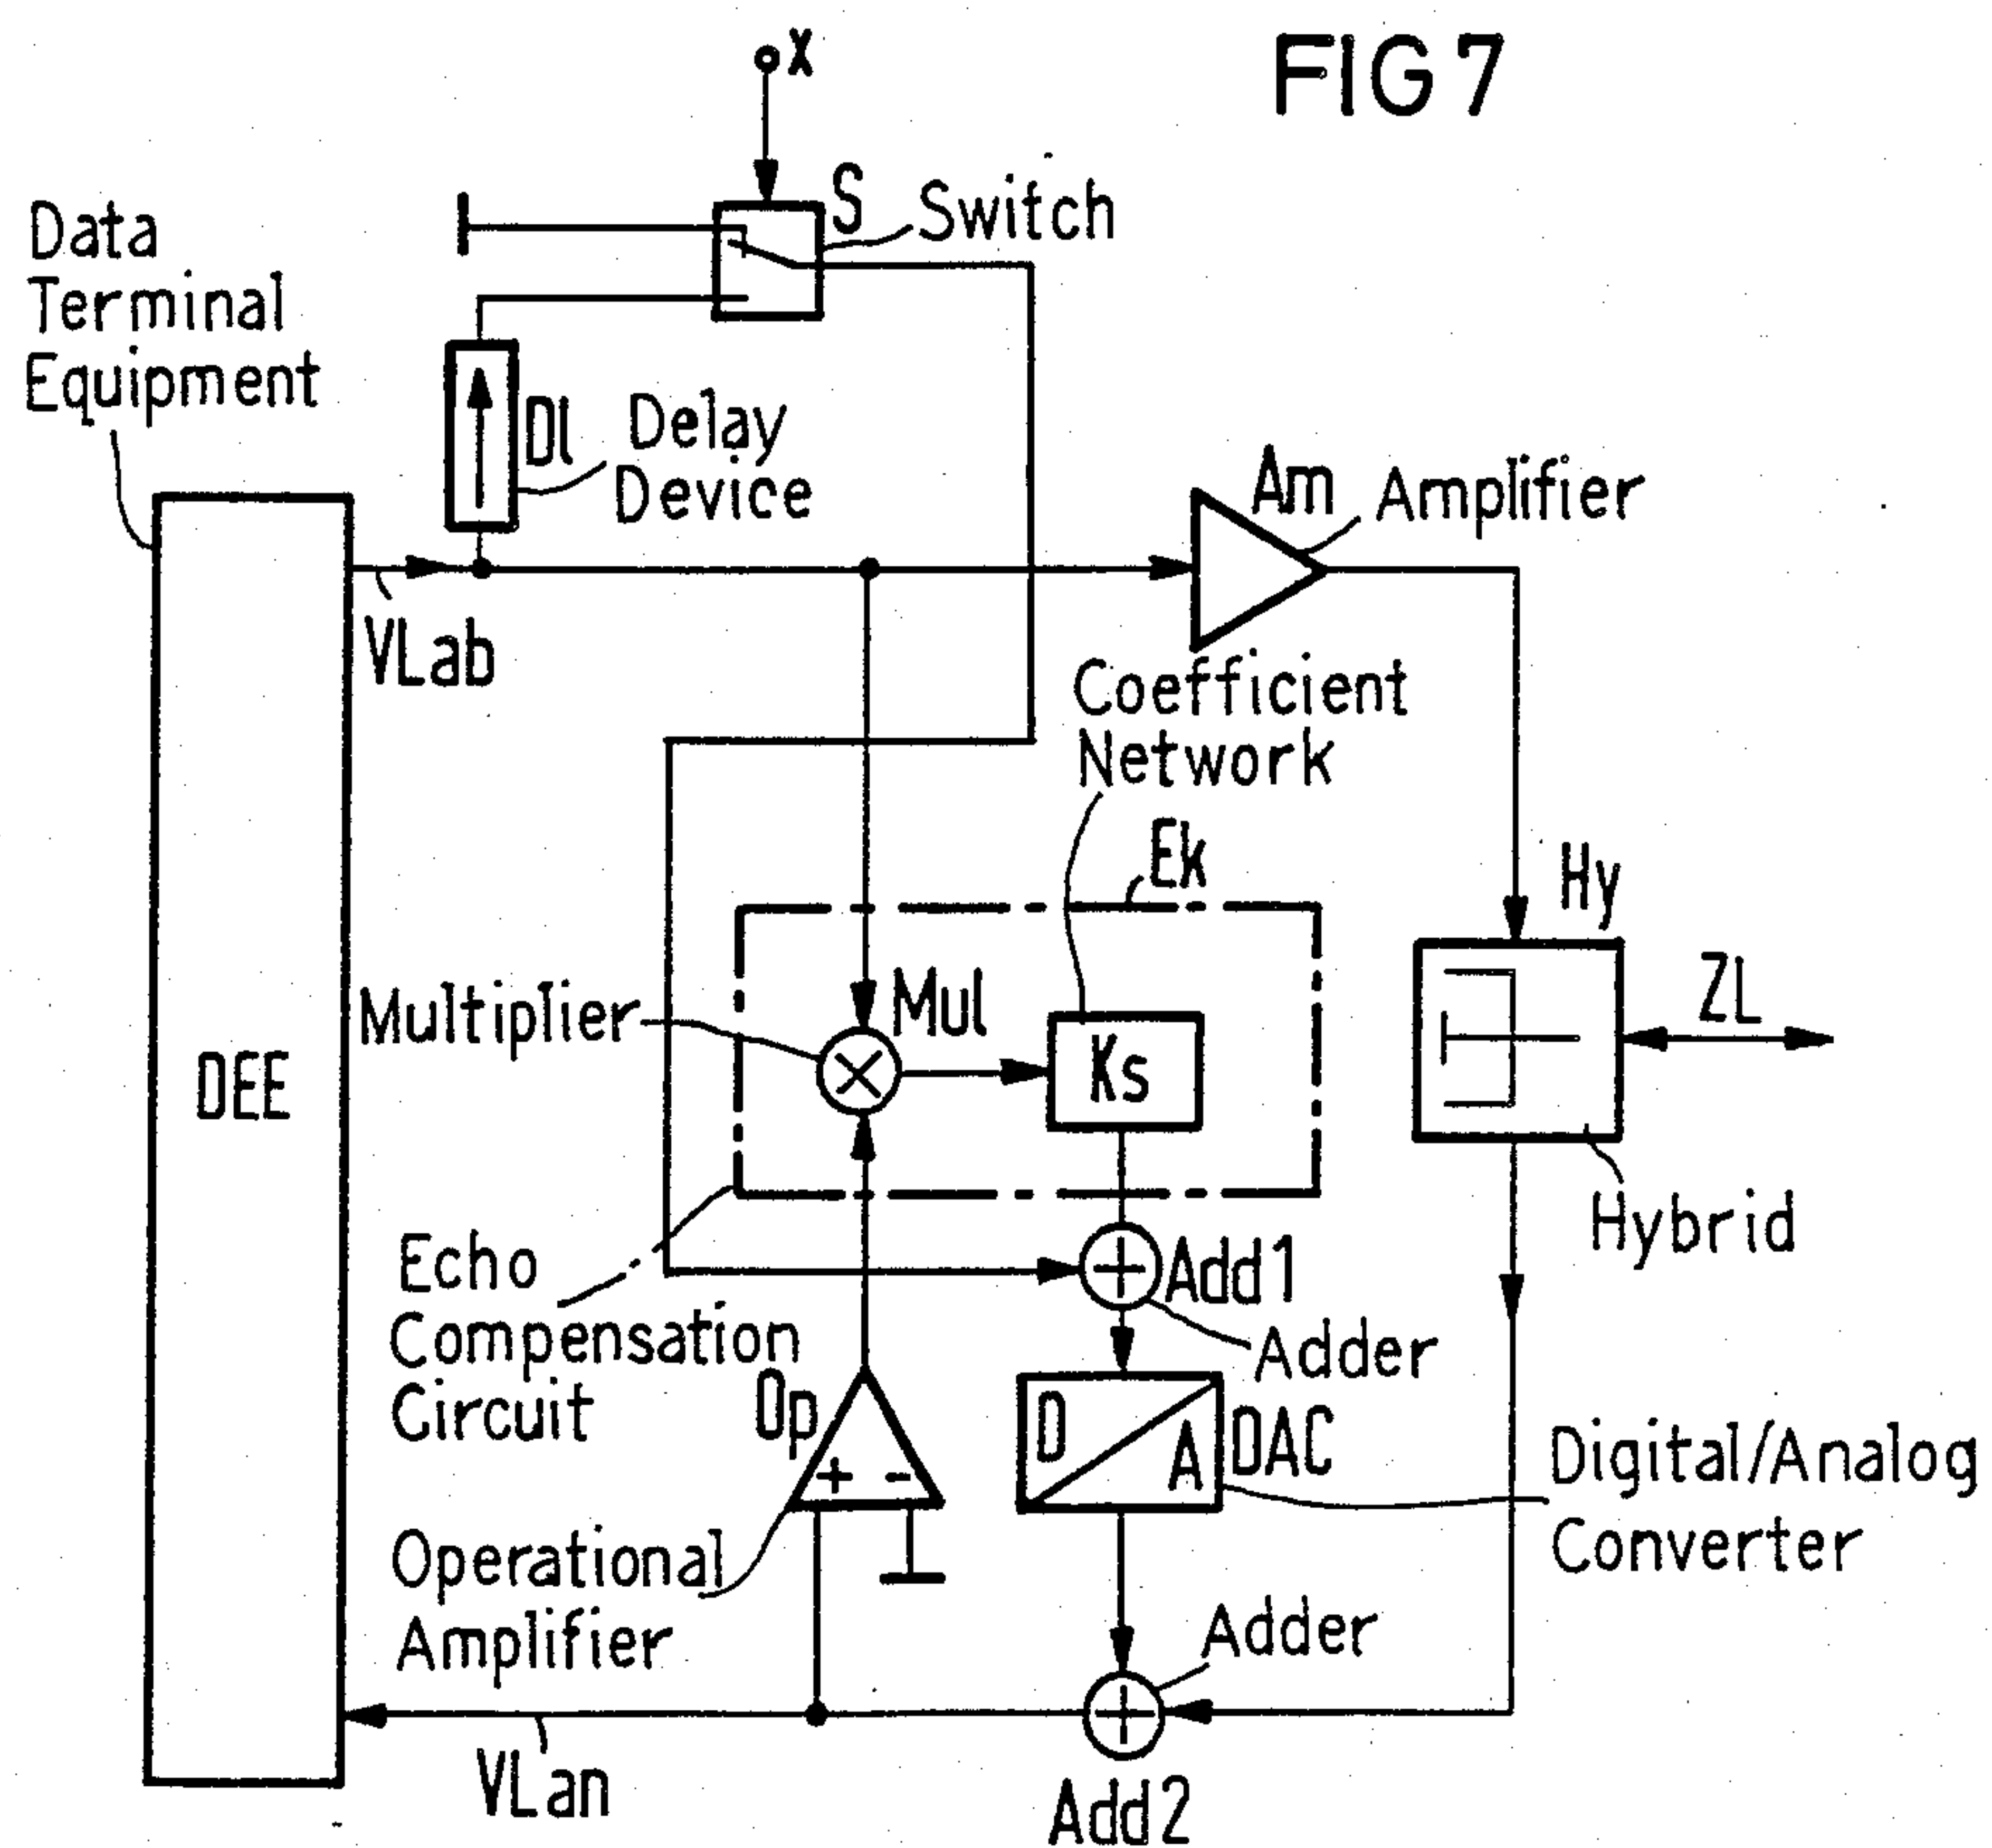 X
FIG 7
S Switch
Data
Terminal
Equipment
Dl Delay
Device
Am Amplifier
VLab
Coefficient
Network
Ek
Hy
Mul
Multiplier
ZL
Ks
DEE
Hybrid
Echo
Compensation
Circuit
Add1
Adder
Op
+ -
D
A
DAC
Digital/Analog
Converter
Operational
Amplifier
Adder
VLan
Add2